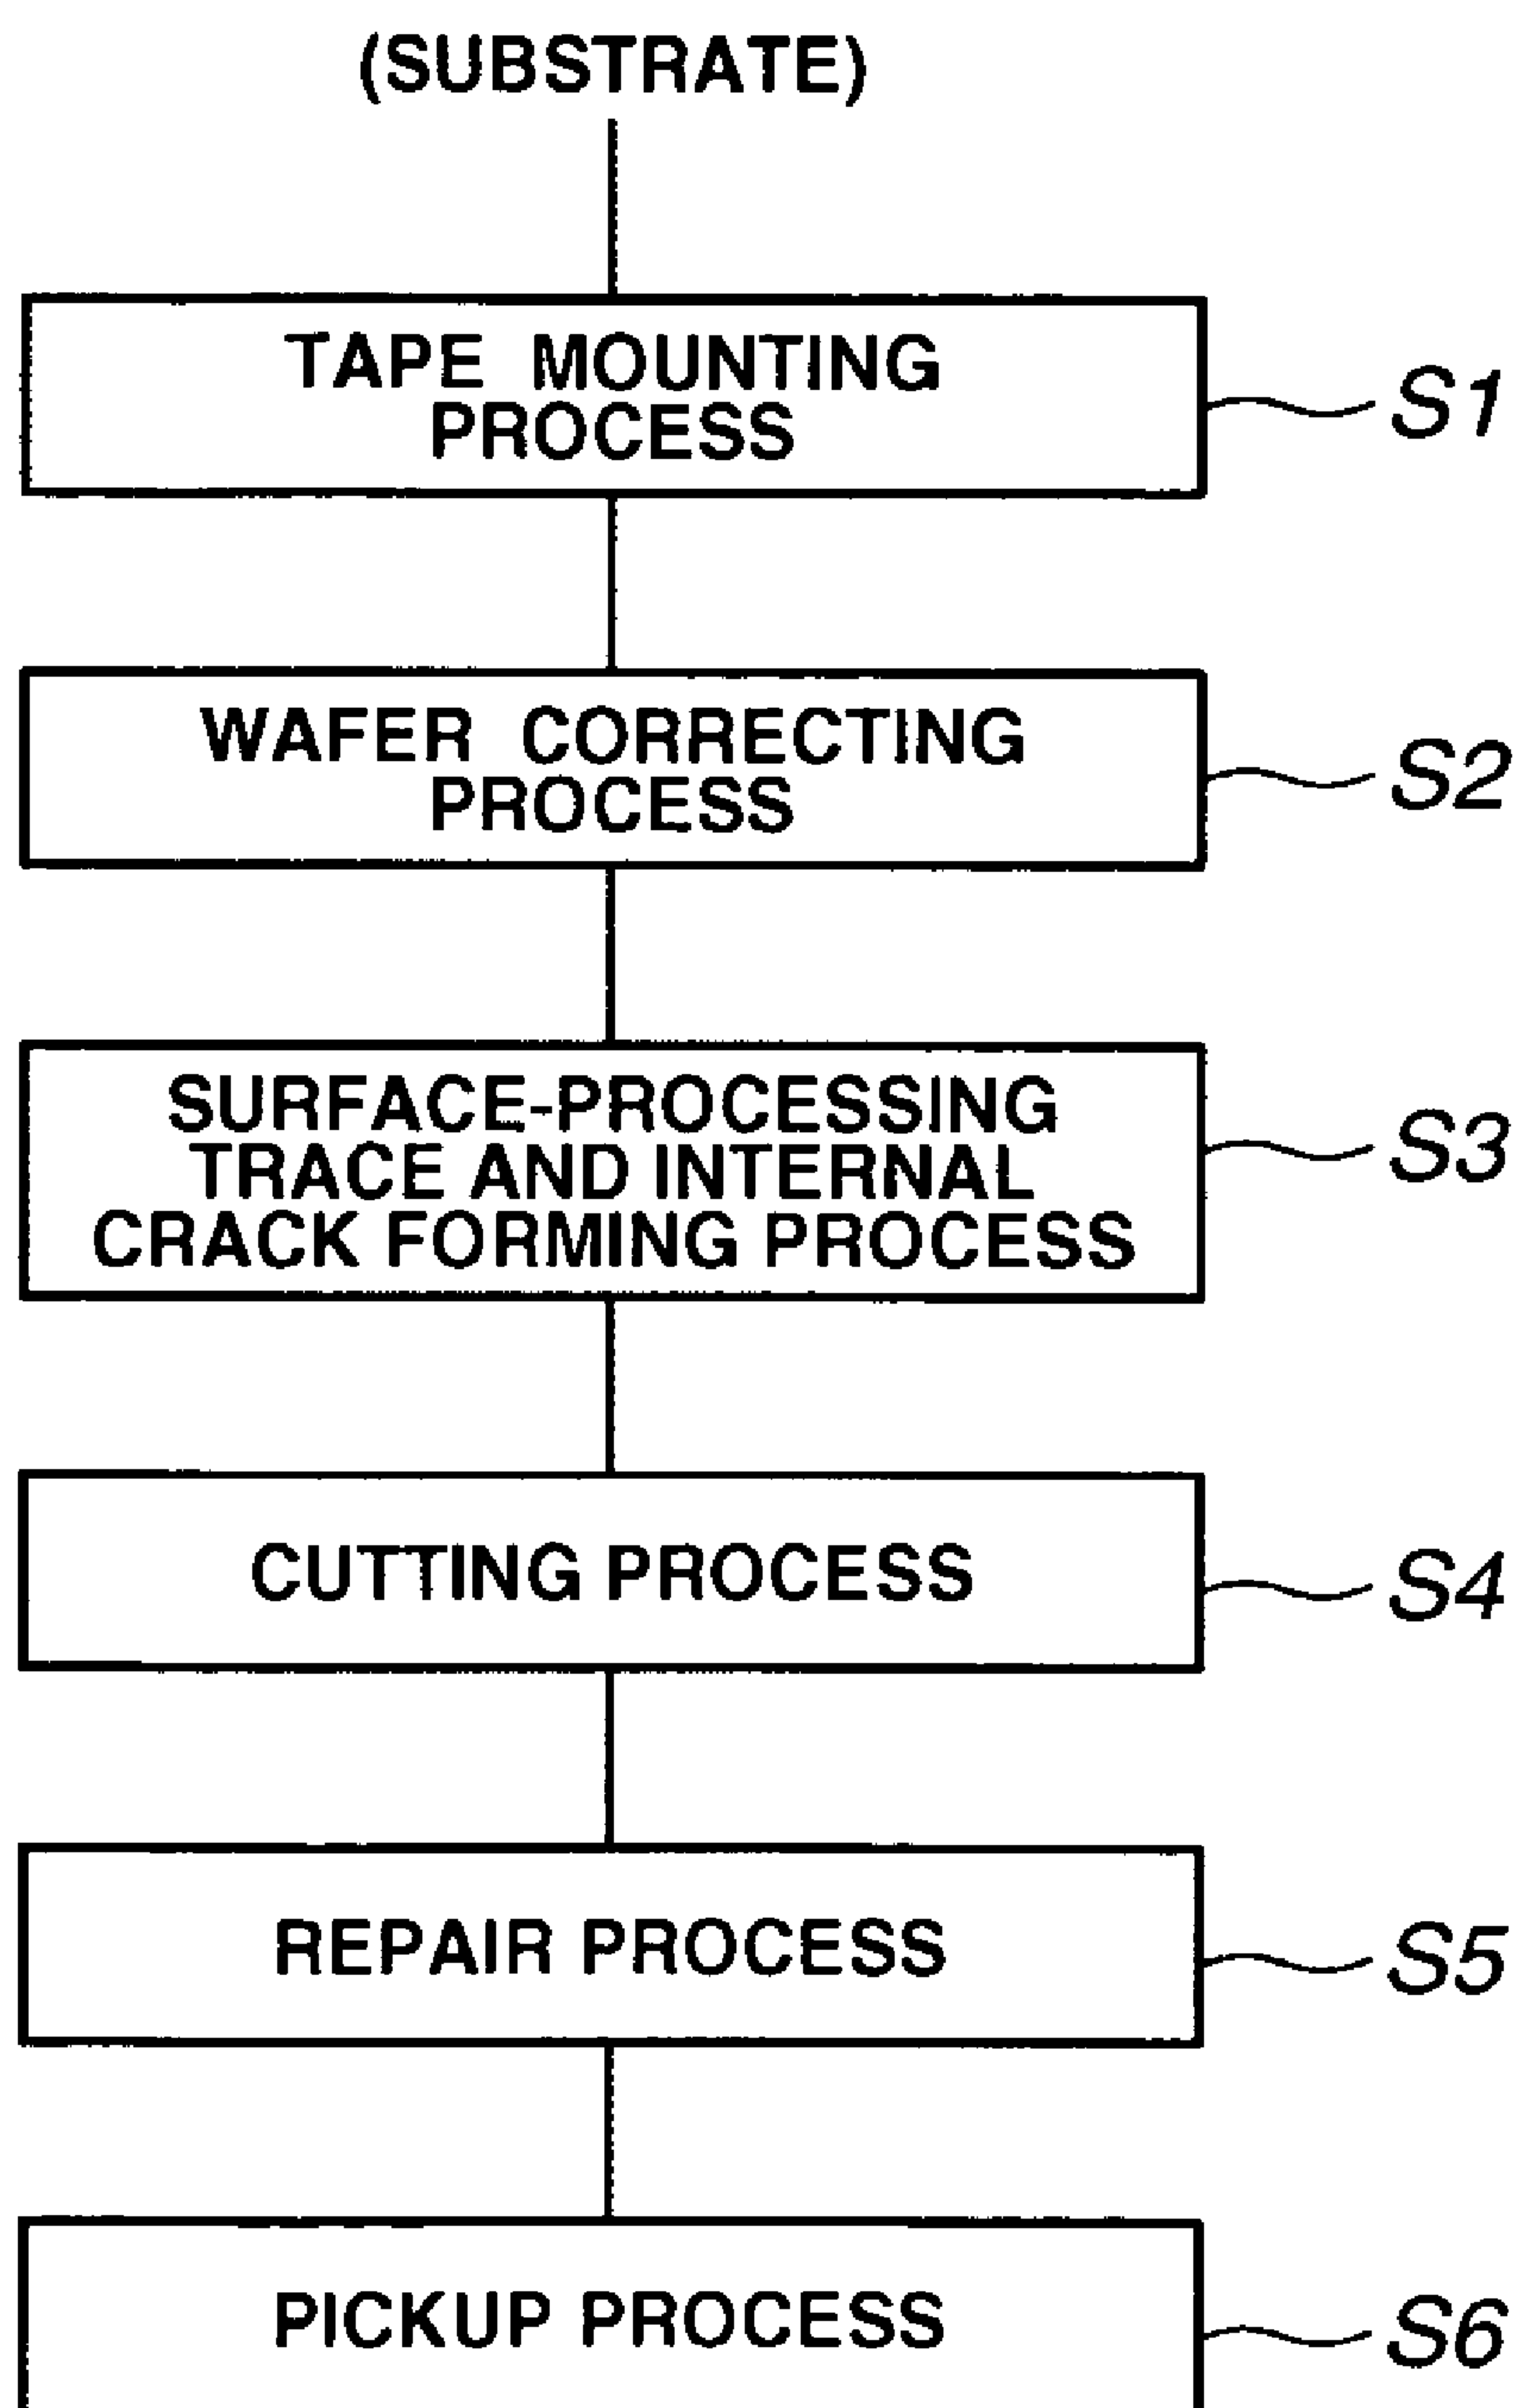 (SUBSTRATE)
TAPE MOUNTING
PROCESS
S1
WAFER CORRECTING
PROCESS
S2
SURFACE-PROCESSING
TRACE AND INTERNAL
CRACK FORMING PROCESS
S3
CUTTING PROCESS
S4
REPAIR PROCESS
S5
PICKUP PROCESS
S6